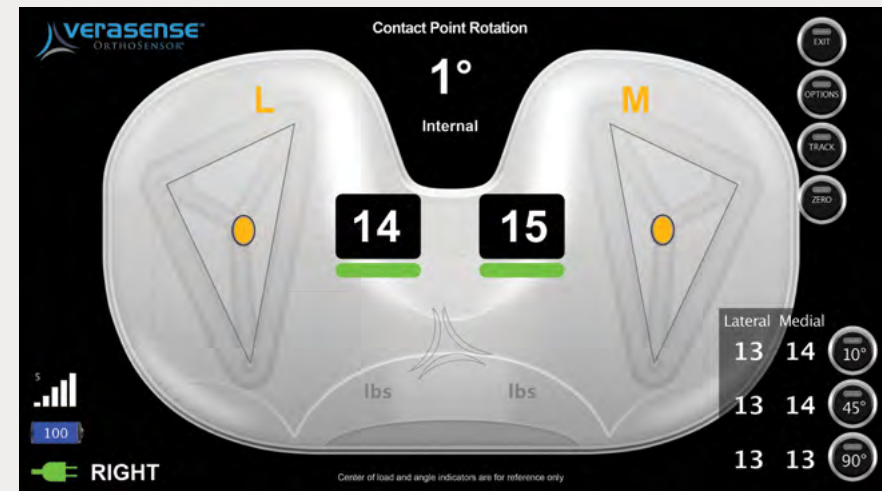 VERASENSE™
ORTHOSENSOR®
Contact Point Rotation
1°
Internal
L
M
EXIT
OPTIONS
TRACK
ZERO
14
15
lbs
lbs
Lateral Medial
13 14 10°
13 14 45°
13 13 90°
S
100
RIGHT
Center of load and angle indicators are for reference only